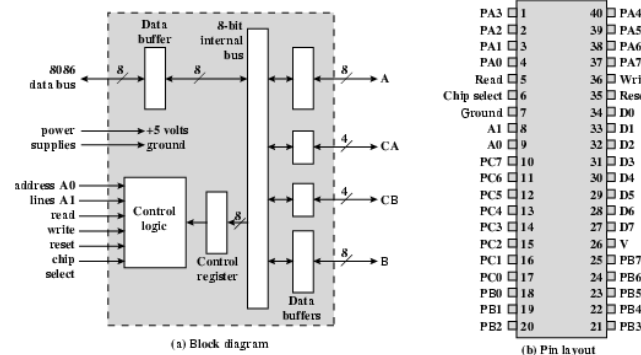 Data
buffer
8-bit
internal
bus
8086
data bus
8
8
8
A
power
supplies
+5 volts
ground
4
CA
address A0
lines A1
read
write
reset
chip
select
Control
logic
8
4
CB
Control
register
8
B
Data
buffers
(a) Block diagram
PA3 1 40 PA4
PA2 2 39 PA5
PA1 3 38 PA6
PA0 4 37 PA7
Read 5 36 Wri
Chip select 6 35 Rese
Ground 7 34 D0
A1 8 33 D1
A0 9 32 D2
PC7 10 31 D3
PC6 11 30 D4
PC5 12 29 D5
PC4 13 28 D6
PC3 14 27 D7
PC2 15 26 V
PC1 16 25 PB7
PC0 17 24 PB6
PB0 18 23 PB5
PB1 19 22 PB4
PB2 20 21 PB3
(b) Pin layout